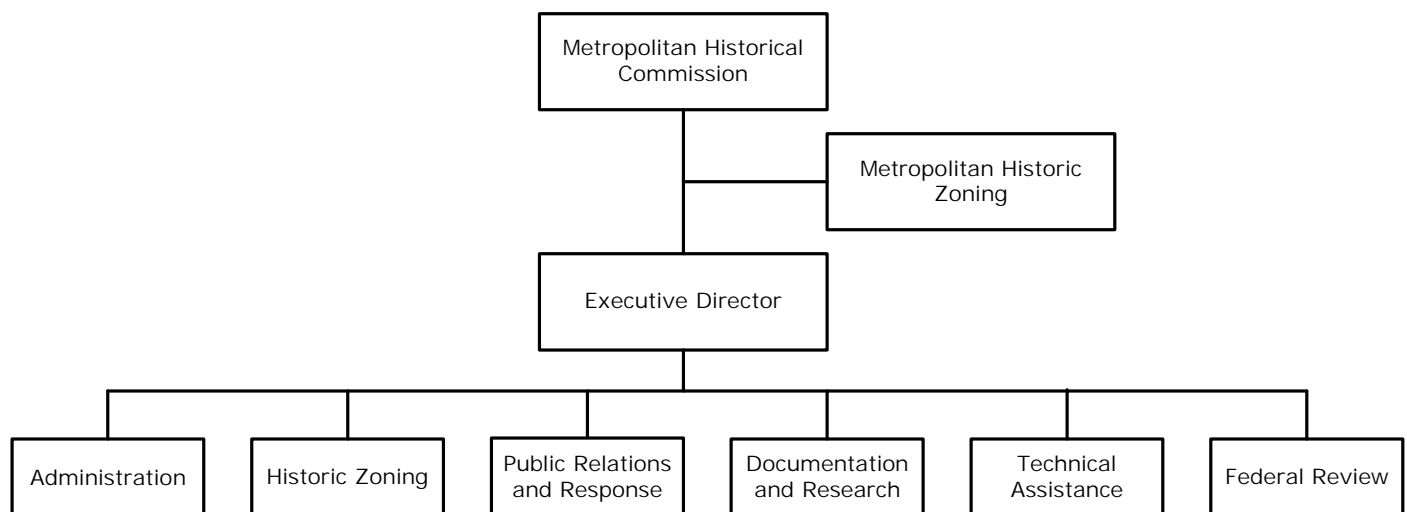 Metropolitan Historical
Commission
Metropolitan Historic
Zoning
Executive Director
Administration
Historic Zoning
Public Relations
and Response
Documentation
and Research
Technical
Assistance
Federal Review